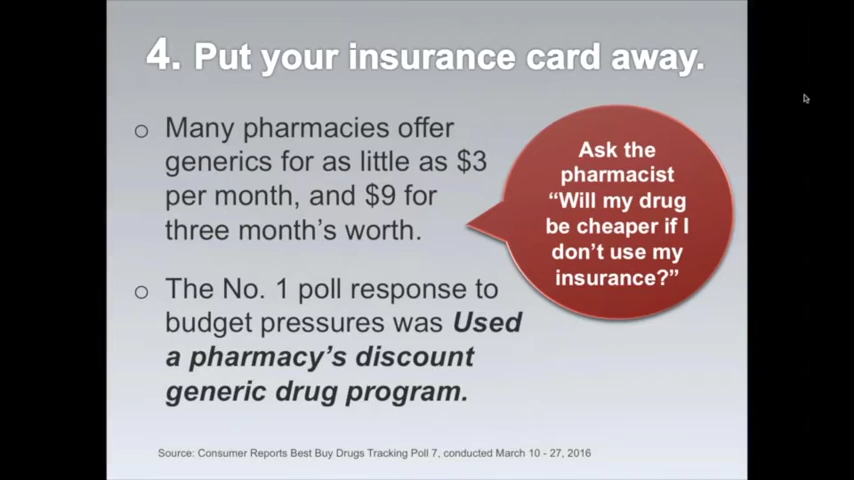 4. Put your insurance card away.
o Many pharmacies offer
generics for as little as $3
per month, and $9 for
three month's worth.
Ask the
pharmacist
“Will my drug
be cheaper if I
don't use my
insurance?”
o The No. 1 poll response to
budget pressures was Used
a pharmacy's discount
generic drug program.
Source: Consumer Reports Best Buy Drugs Tracking Poll 7, conducted March 10 - 27, 2016